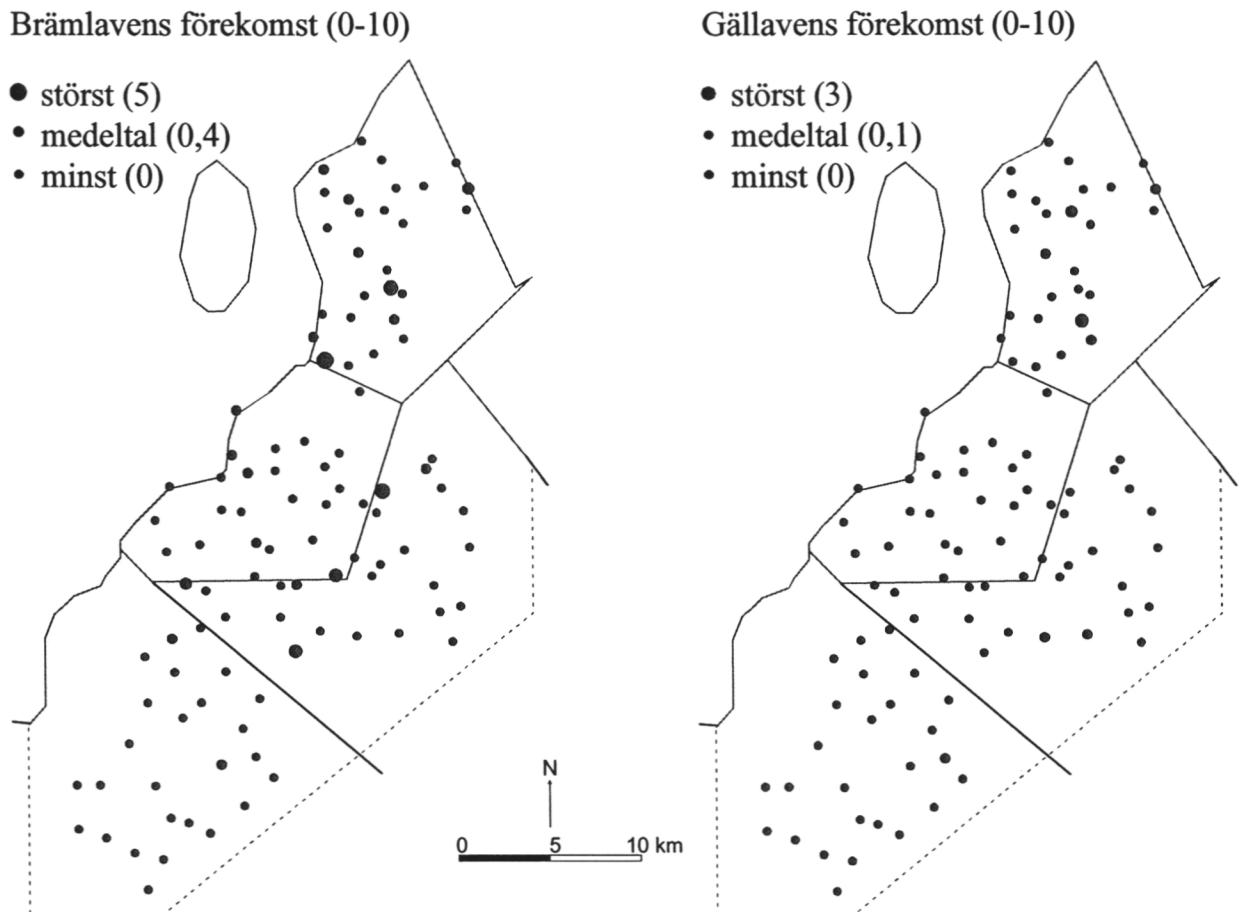 Brämlavens förekomst (0-10)
störst (5)
medeltal (0,4)
minst (0)
Gällavens förekomst (0-10)
störst (3)
medeltal (0,1)
minst (0)
N
0 5 10 km